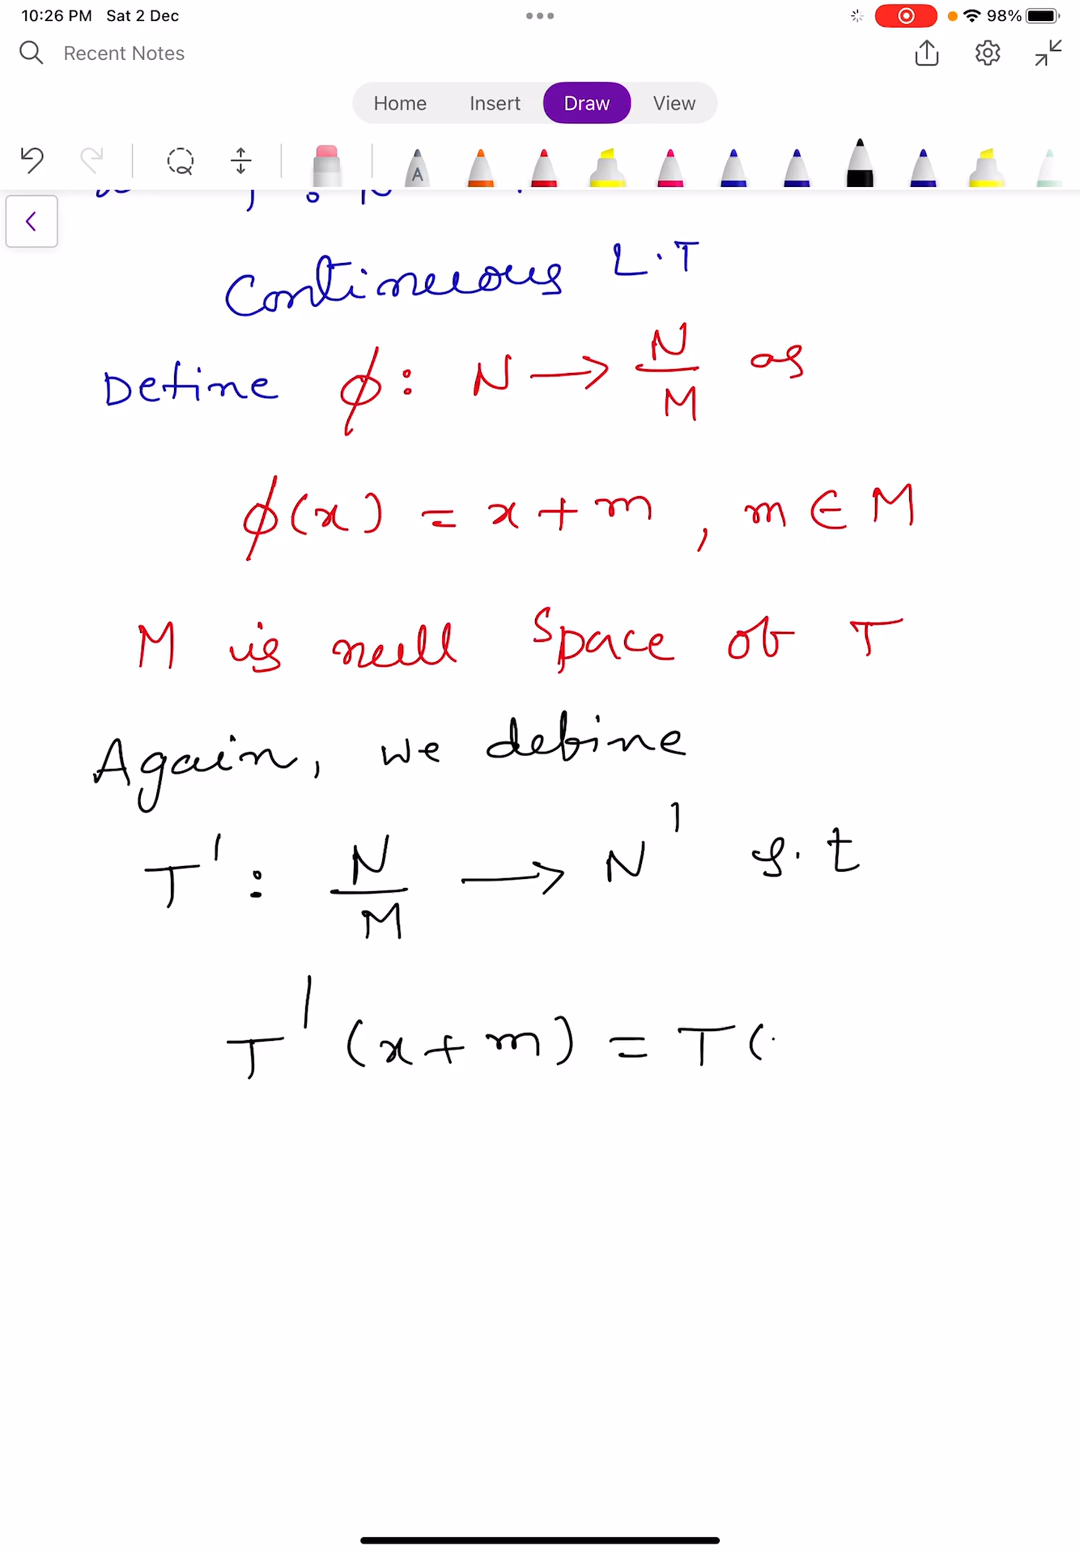 10:26 PM Sat 2 Dec
98%
Recent Notes
Home Insert Draw View
A
Continuous L.T
Define ϕ: N → N/M as
ϕ(x) = x + m, m ∈ M
M is null space of T
Again, we define
T': N/M → N' s.t
T'(x + m) = T(